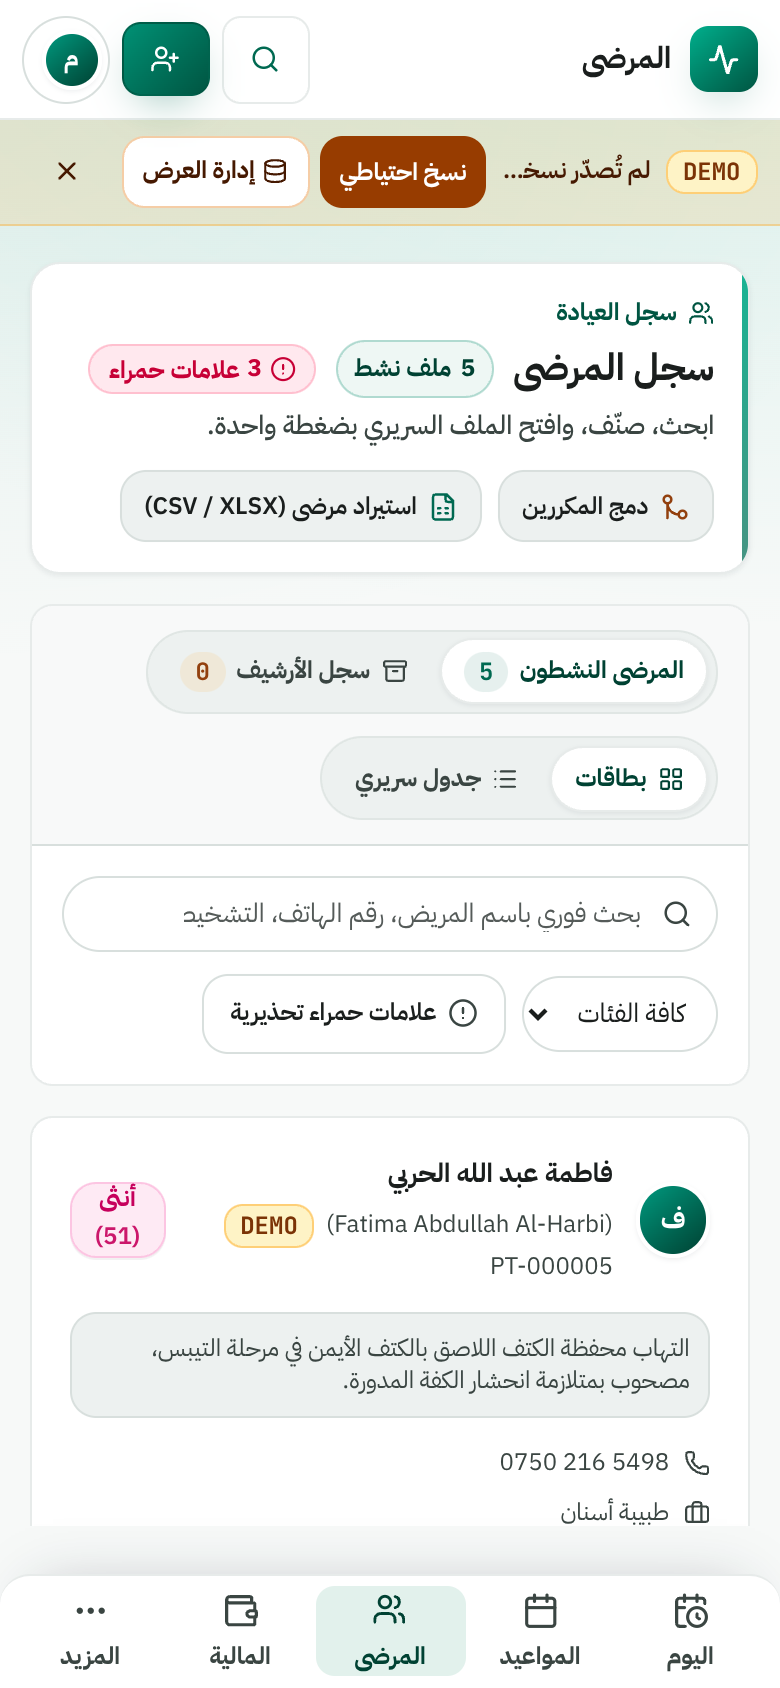 المرضى
م
DEMO
لم تُصدّر نسخـ...
نسخ احتياطي
إدارة العرض
سجل العيادة
سجل المرضى
5 ملف نشط
3 علامات حمراء
ابحث، صنّف، وافتح الملف السريري بضغطة واحدة.
دمج المكررين
استيراد مرضى (CSV / XLSX)
المرضى النشطون 5
سجل الأرشيف 0
بطاقات
جدول سريري
بحث فوري باسم المريض، رقم الهاتف، التشخيص
كافة الفئات
علامات حمراء تحذيرية
ف
فاطمة عبد الله الحربي
(Fatima Abdullah Al-Harbi) DEMO
PT-000005
أنثى
(51)
التهاب محفظة الكتف اللاصق بالكتف الأيمن في مرحلة التيبس،
مصحوب بمتلازمة انحشار الكفة المدورة.
0750 216 5498
طبيبة أسنان
اليوم
المواعيد
المرضى
المالية
المزيد